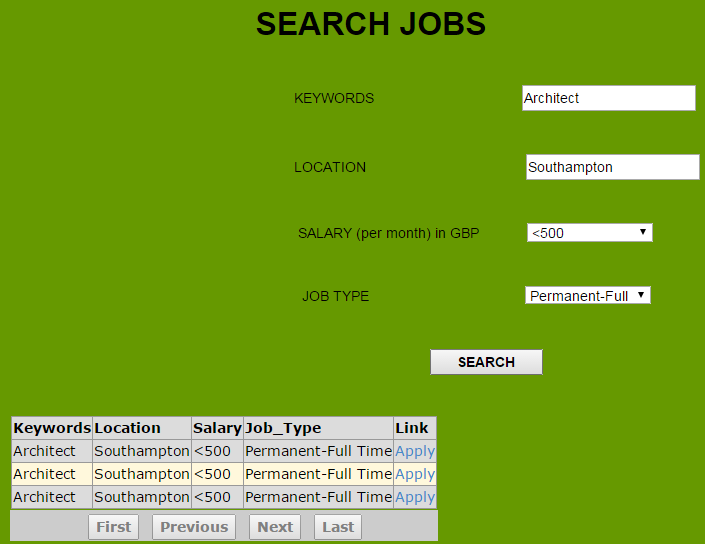 SEARCH JOBS
KEYWORDS Architect
LOCATION Southampton
SALARY (per month) in GBP <500
JOB TYPE Permanent-Full
SEARCH
Keywords Location Salary Job_Type Link
Architect Southampton <500 Permanent-Full Time Apply
Architect Southampton <500 Permanent-Full Time Apply
Architect Southampton <500 Permanent-Full Time Apply
First Previous Next Last